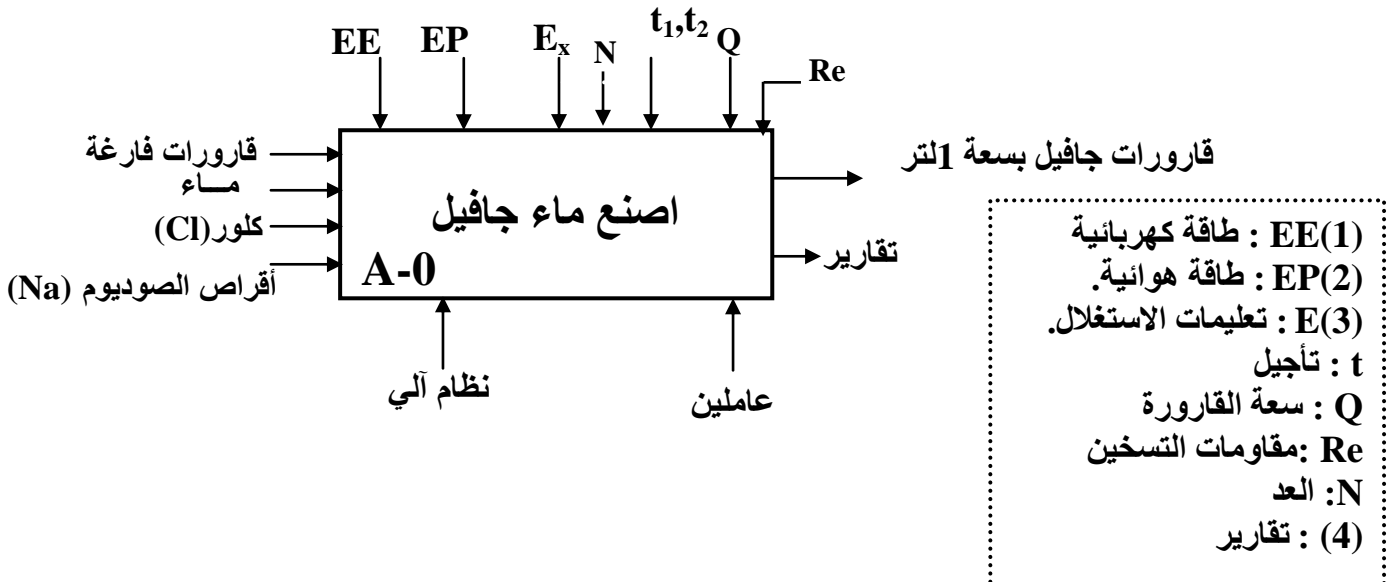 EE
EP
Eₓ
N
t₁,t₂
Q
Re
قارورات فارغة
مـــاء
كلور(Cl)
أقراص الصوديوم (Na)
اصنع ماء جافيل
A-0
قارورات جافيل بسعة 1لتر
تقارير
نظام آلي
عاملين
EE(1) : طاقة كهربائية
EP(2) : طاقة هوائية.
E(3) : تعليمات الاستغلال.
t : تأجيل
Q : سعة القارورة
Re :مقاومات التسخين
N: العد
(4) : تقارير